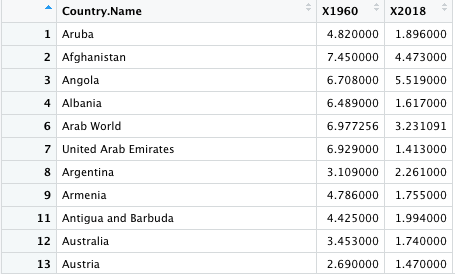 Country.Name X1960 X2018
1 Aruba 4.820000 1.896000
2 Afghanistan 7.450000 4.473000
3 Angola 6.708000 5.519000
4 Albania 6.489000 1.617000
6 Arab World 6.977256 3.231091
7 United Arab Emirates 6.929000 1.413000
8 Argentina 3.109000 2.261000
9 Armenia 4.786000 1.755000
11 Antigua and Barbuda 4.425000 1.994000
12 Australia 3.453000 1.740000
13 Austria 2.690000 1.470000